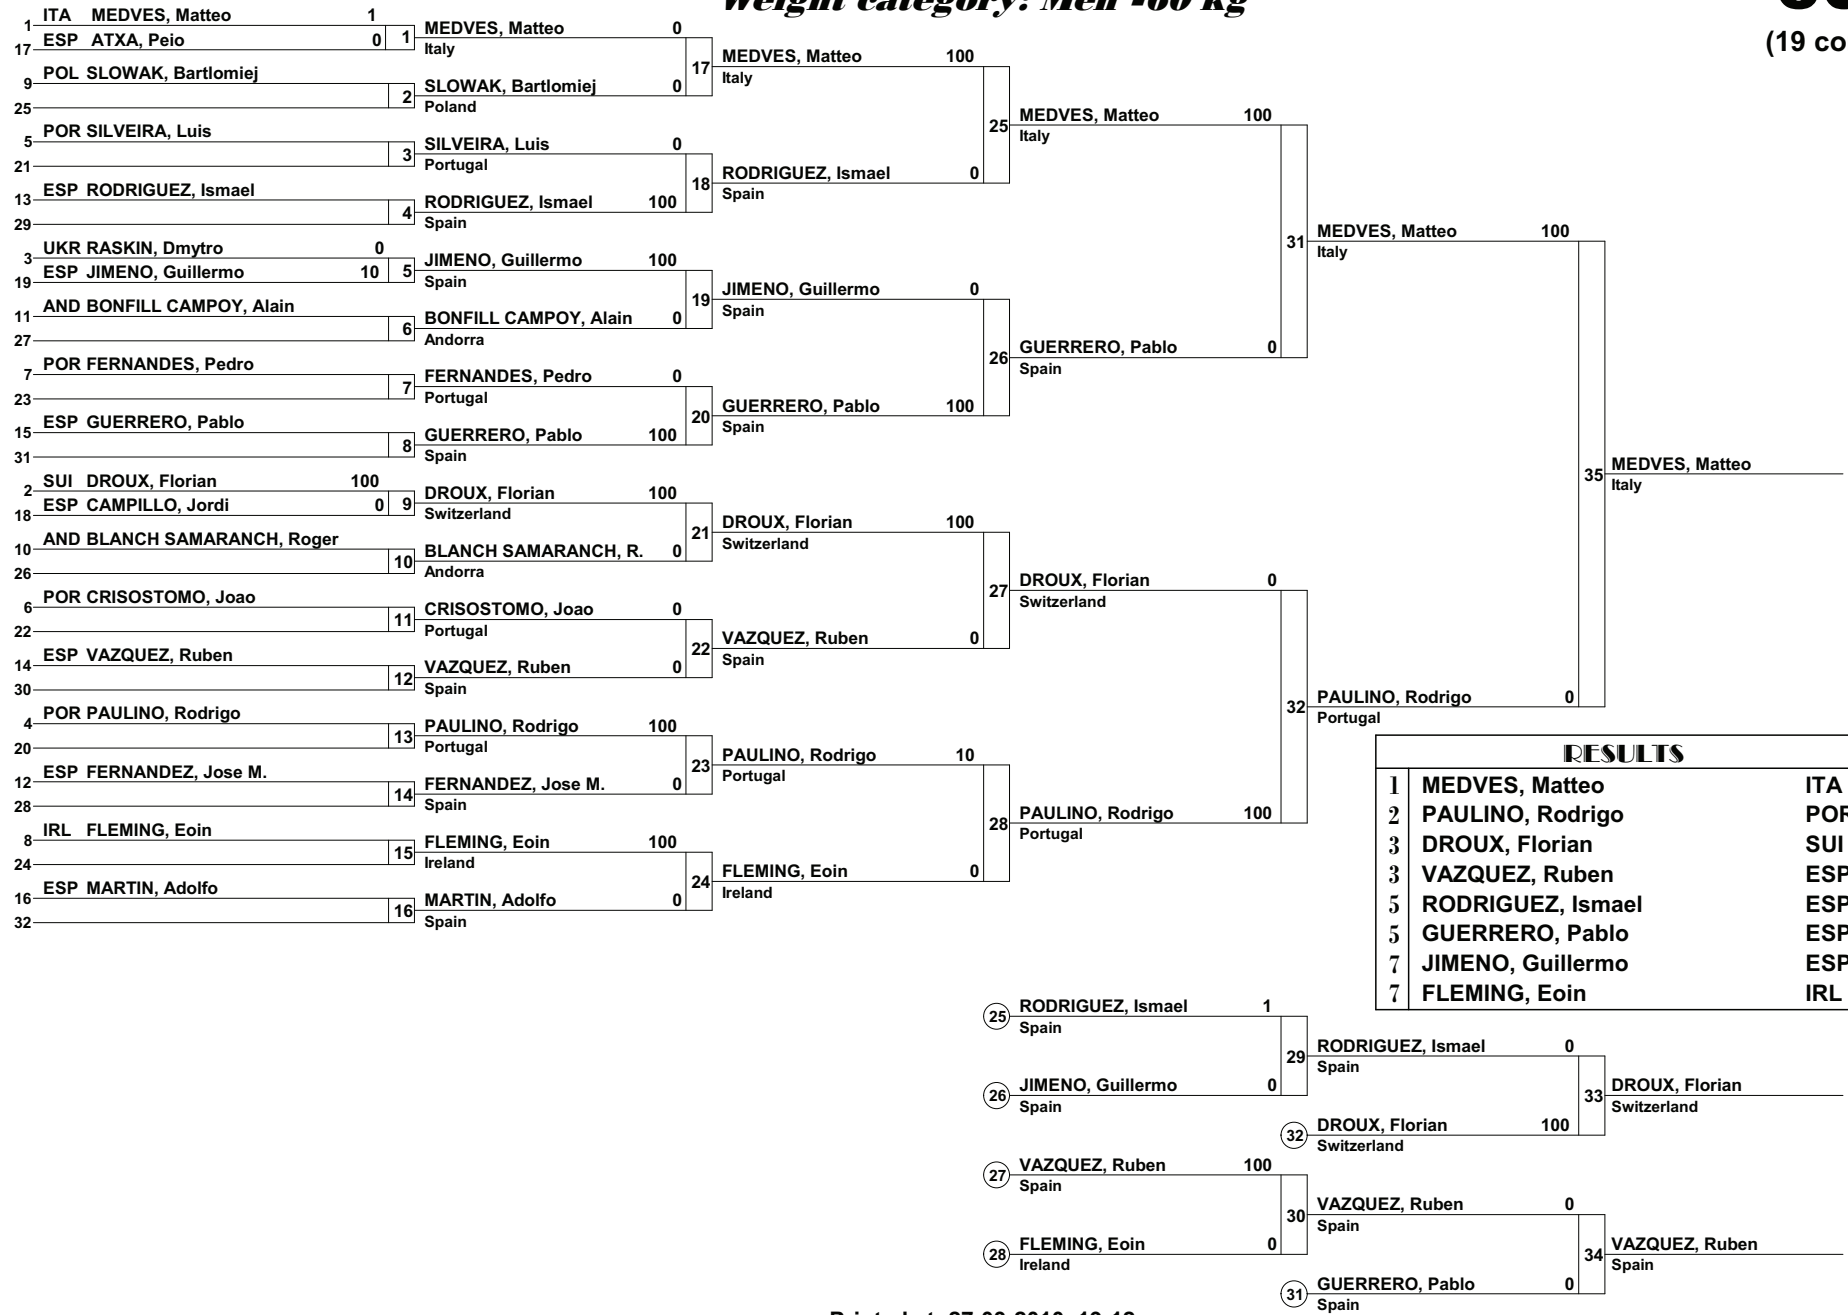 Weight category: Men -60 kg
(19 co
1 ITA MEDVES, Matteo 1
17 ESP ATXA, Peio 0
1
9 POL SLOWAK, Bartlomiej
25
2
5 POR SILVEIRA, Luis
21
3
13 ESP RODRIGUEZ, Ismael
29
4
3 UKR RASKIN, Dmytro 0
19 ESP JIMENO, Guillermo 10
5
11 AND BONFILL CAMPOY, Alain
27
6
7 POR FERNANDES, Pedro
23
7
15 ESP GUERRERO, Pablo
31
8
2 SUI DROUX, Florian 100
18 ESP CAMPILLO, Jordi 0
9
10 AND BLANCH SAMARANCH, Roger
26
10
6 POR CRISOSTOMO, Joao
22
11
14 ESP VAZQUEZ, Ruben
30
12
4 POR PAULINO, Rodrigo
20
13
12 ESP FERNANDEZ, Jose M.
28
14
8 IRL FLEMING, Eoin
24
15
16 ESP MARTIN, Adolfo
32
16
MEDVES, Matteo 0
Italy
17
SLOWAK, Bartlomiej 0
Poland
SILVEIRA, Luis 0
Portugal
18
RODRIGUEZ, Ismael 100
Spain
JIMENO, Guillermo 100
Spain
19
BONFILL CAMPOY, Alain 0
Andorra
FERNANDES, Pedro 0
Portugal
20
GUERRERO, Pablo 100
Spain
DROUX, Florian 100
Switzerland
21
BLANCH SAMARANCH, R. 0
Andorra
CRISOSTOMO, Joao 0
Portugal
22
VAZQUEZ, Ruben 0
Spain
PAULINO, Rodrigo 100
Portugal
23
FERNANDEZ, Jose M. 0
Spain
FLEMING, Eoin 100
Ireland
24
MARTIN, Adolfo 0
Spain
MEDVES, Matteo 100
Italy
25
RODRIGUEZ, Ismael 0
Spain
JIMENO, Guillermo 0
Spain
26
GUERRERO, Pablo 100
Spain
DROUX, Florian 100
Switzerland
27
VAZQUEZ, Ruben 0
Spain
PAULINO, Rodrigo 10
Portugal
28
FLEMING, Eoin 0
Ireland
MEDVES, Matteo 100
Italy
31
GUERRERO, Pablo 0
Spain
DROUX, Florian 0
Switzerland
32
PAULINO, Rodrigo 100
Portugal
MEDVES, Matteo 100
Italy
35
PAULINO, Rodrigo 0
Portugal
MEDVES, Matteo
Italy
RESULTS
1 MEDVES, Matteo ITA
2 PAULINO, Rodrigo POR
3 DROUX, Florian SUI
3 VAZQUEZ, Ruben ESP
5 RODRIGUEZ, Ismael ESP
5 GUERRERO, Pablo ESP
7 JIMENO, Guillermo ESP
7 FLEMING, Eoin IRL
25 RODRIGUEZ, Ismael 1
Spain
29
26 JIMENO, Guillermo 0
Spain
27 VAZQUEZ, Ruben 100
Spain
30
28 FLEMING, Eoin 0
Ireland
RODRIGUEZ, Ismael 0
Spain
33
32 DROUX, Florian 100
Switzerland
VAZQUEZ, Ruben 0
Spain
34
31 GUERRERO, Pablo 0
Spain
DROUX, Florian
Switzerland
VAZQUEZ, Ruben
Spain